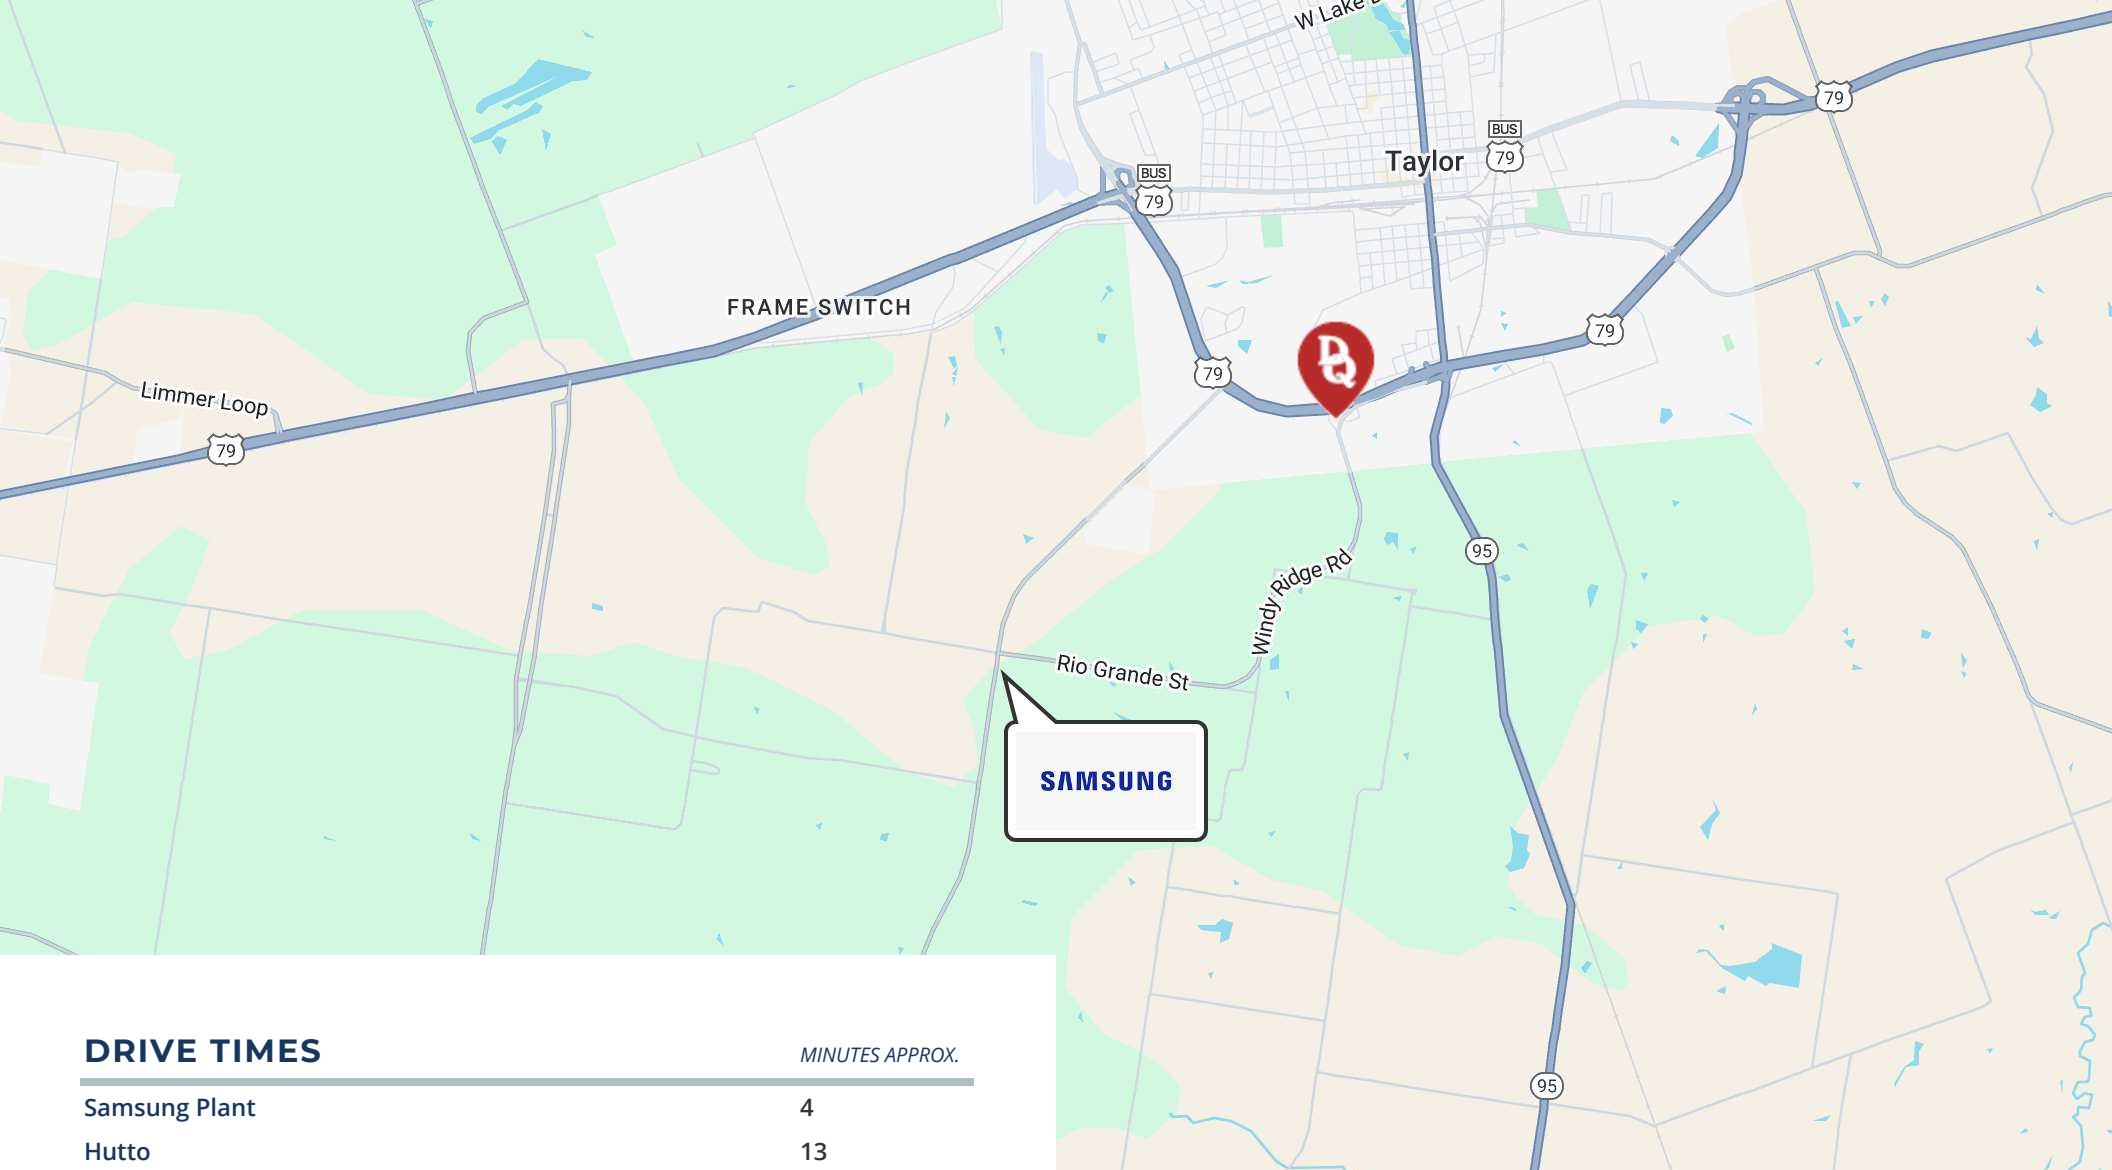 W Lake
79
BUS
79
Taylor
BUS
79
FRAME SWITCH
79
DQ
79
Limmer Loop
79
95
Windy Ridge Rd
Rio Grande St
SAMSUNG
95
DRIVE TIMES
MINUTES APPROX.
Samsung Plant 4
Hutto 13